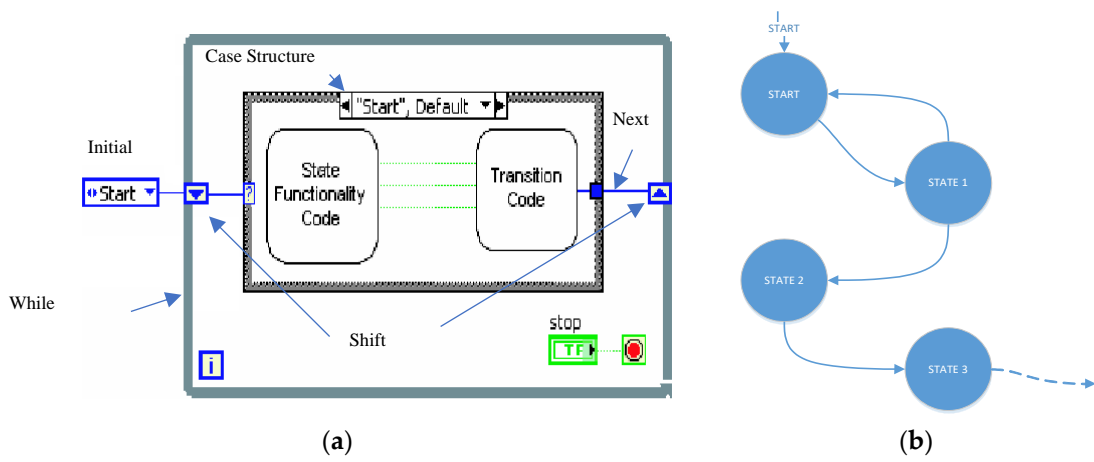 Case Structure
"Start", Default
Next
Initial
State
Functionality
Code
Transition
Code
Start
?
While
Shift
stop
TF
i
(a)
START
START
STATE 1
STATE 2
STATE 3
(b)